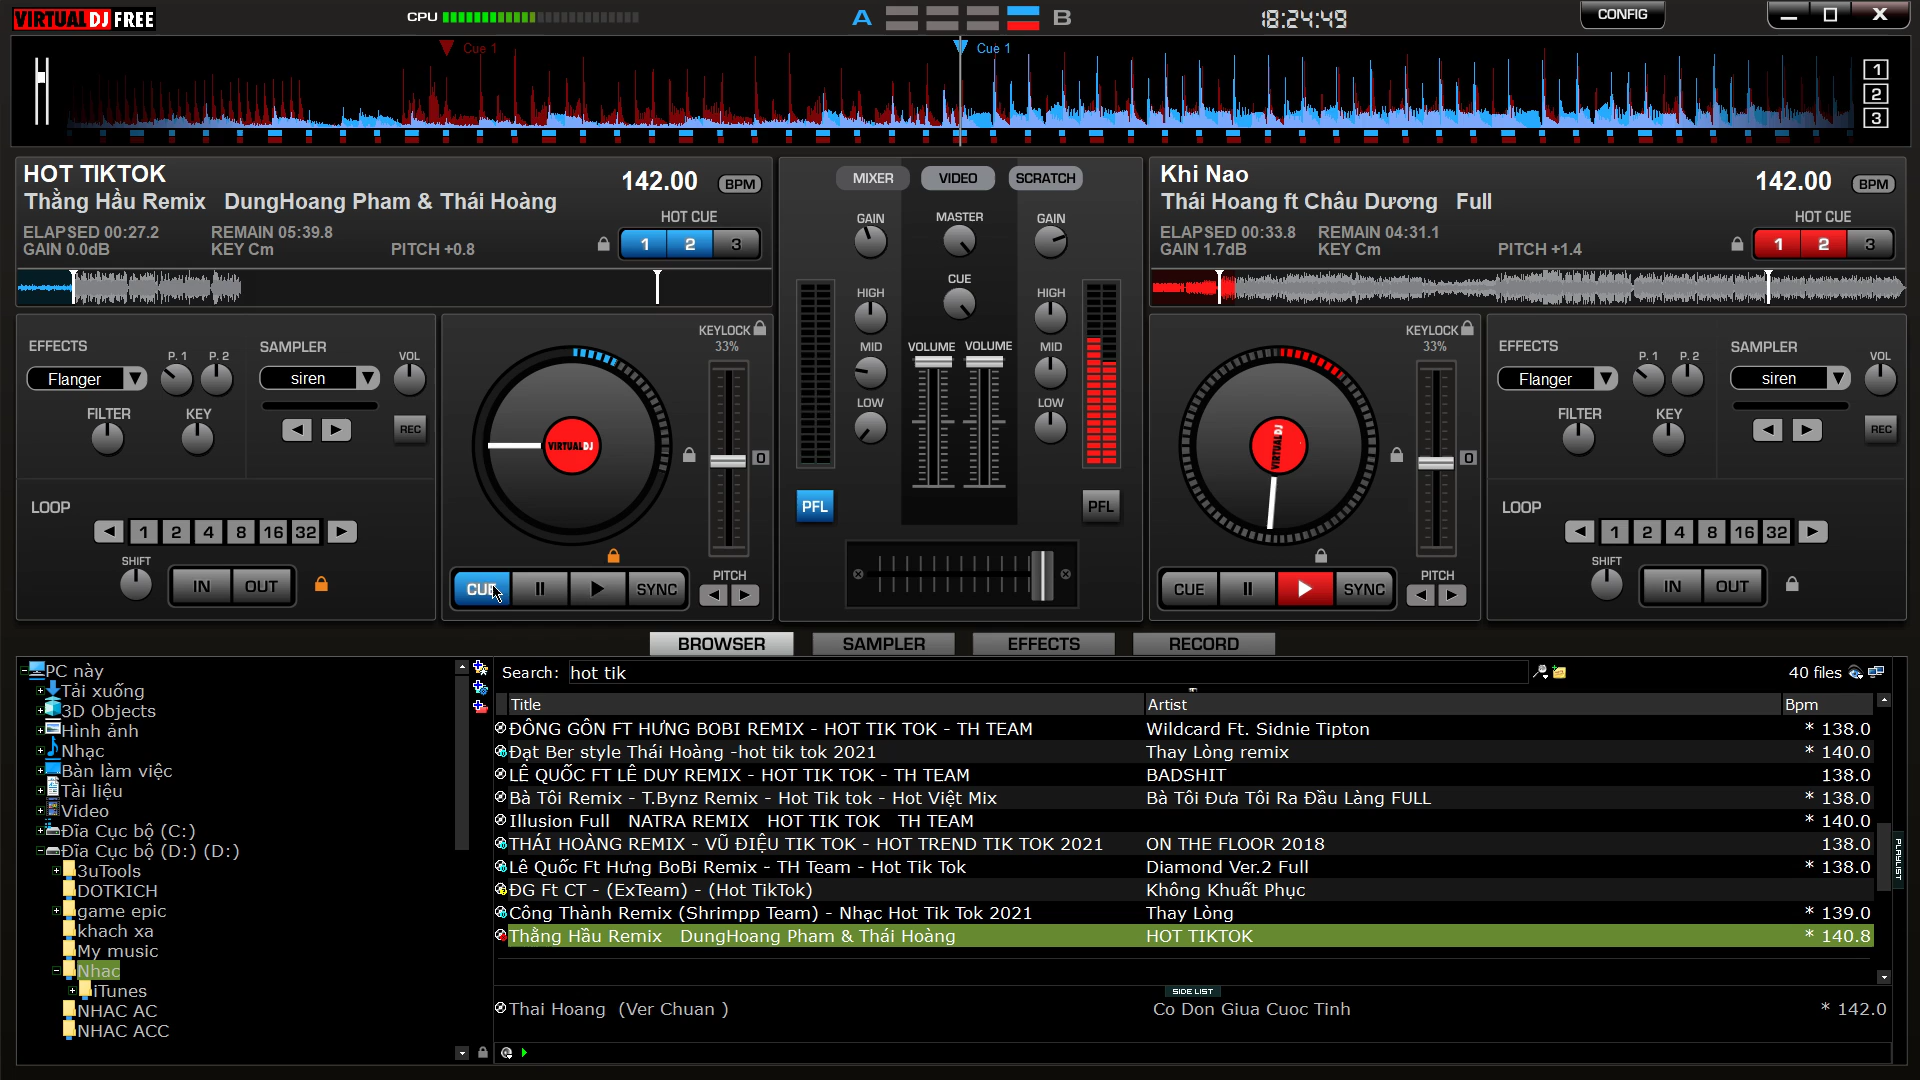 VIRTUAL DJ FREE
CPU
A B
18:24:49
CONFIG
Cue 1
Cue 1
1
2
3
HOT TIKTOK
142.00 BPM
Thằng Hầu Remix DungHoang Pham & Thái Hoàng
HOT CUE
ELAPSED 00:27.2 REMAIN 05:39.8
GAIN 0.0dB KEY Cm PITCH +0.8
1 2 3
MIXER VIDEO SCRATCH
GAIN MASTER GAIN
CUE
HIGH HIGH
MID VOLUME VOLUME MID
LOW LOW
PFL PFL
Khi Nao
142.00 BPM
Thái Hoang ft Châu Dương Full
HOT CUE
ELAPSED 00:33.8 REMAIN 04:31.1
GAIN 1.7dB KEY Cm PITCH +1.4
1 2 3
EFFECTS P. 1 P. 2 SAMPLER VOL
Flanger siren
FILTER KEY REC
LOOP
1 2 4 8 16 32
SHIFT IN OUT
KEYLOCK
33%
VIRTUALDJ
0
CUE SYNC
PITCH
KEYLOCK
33%
VIRTUALDJ
0
CUE SYNC
PITCH
EFFECTS P. 1 P. 2 SAMPLER VOL
Flanger siren
FILTER KEY REC
LOOP
1 2 4 8 16 32
SHIFT IN OUT
BROWSER SAMPLER EFFECTS RECORD
PC này
Tải xuống
3D Objects
Hình ảnh
Nhạc
Bàn làm việc
Tài liệu
Video
Đĩa Cục bộ (C:)
Đĩa Cục bộ (D:) (D:)
3uTools
DOTKICH
game epic
khach xa
My music
Nhac
iTunes
NHAC AC
NHAC ACC
Search: hot tik 40 files
Title Artist Bpm
ĐÔNG GÔN FT HƯNG BOBI REMIX - HOT TIK TOK - TH TEAM Wildcard Ft. Sidnie Tipton * 138.0
Đạt Ber style Thái Hoàng -hot tik tok 2021 Thay Lòng remix * 140.0
LÊ QUỐC FT LÊ DUY REMIX - HOT TIK TOK - TH TEAM BADSHIT 138.0
Bà Tôi Remix - T.Bynz Remix - Hot Tik tok - Hot Việt Mix Bà Tôi Đưa Tôi Ra Đầu Làng FULL * 138.0
Illusion Full NATRA REMIX HOT TIK TOK TH TEAM * 140.0
THÁI HOÀNG REMIX - VŨ ĐIỆU TIK TOK - HOT TREND TIK TOK 2021 ON THE FLOOR 2018 138.0
Lê Quốc Ft Hưng BoBi Remix - TH Team - Hot Tik Tok Diamond Ver.2 Full * 138.0
ĐG Ft CT - (ExTeam) - (Hot TikTok) Không Khuất Phục
Công Thành Remix (Shrimpp Team) - Nhạc Hot Tik Tok 2021 Thay Lòng * 139.0
Thằng Hầu Remix DungHoang Pham & Thái Hoàng HOT TIKTOK * 140.8
PLAYLIST
SIDE LIST
Thai Hoang (Ver Chuan ) Co Don Giua Cuoc Tinh * 142.0